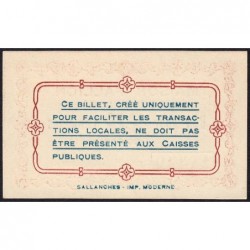 CE BILLET, CRÉÉ UNIQUEMENT
POUR FACILITER LES TRANSAC-
TIONS LOCALES, NE DOIT PAS
ÊTRE PRÉSENTÉ AUX CAISSES
PUBLIQUES.
SALLANCHES - IMP. MODERNE